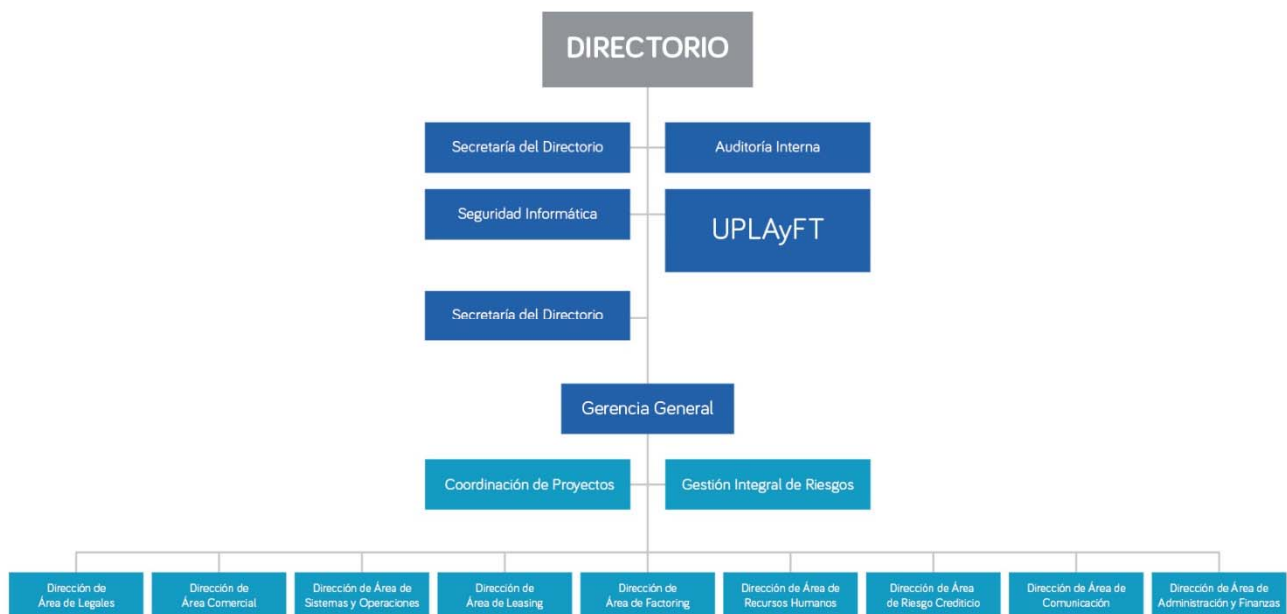 DIRECTORIO
Secretaría del Directorio
Auditoría Interna
Seguridad Informática
UPLAyFT
Secretaría del Directorio
Gerencia General
Coordinación de Proyectos
Gestión Integral de Riesgos
Dirección de
Área de Legales
Dirección de
Área Comercial
Dirección de Área de
Sistemas y Operaciones
Dirección de
Área de Leasing
Dirección de
Área de Factoring
Dirección de Área de
Recursos Humanos
Dirección de Área
de Riesgo Crediticio
Dirección de Área de
Comunicación
Dirección de Área de
Administración y Finanzas